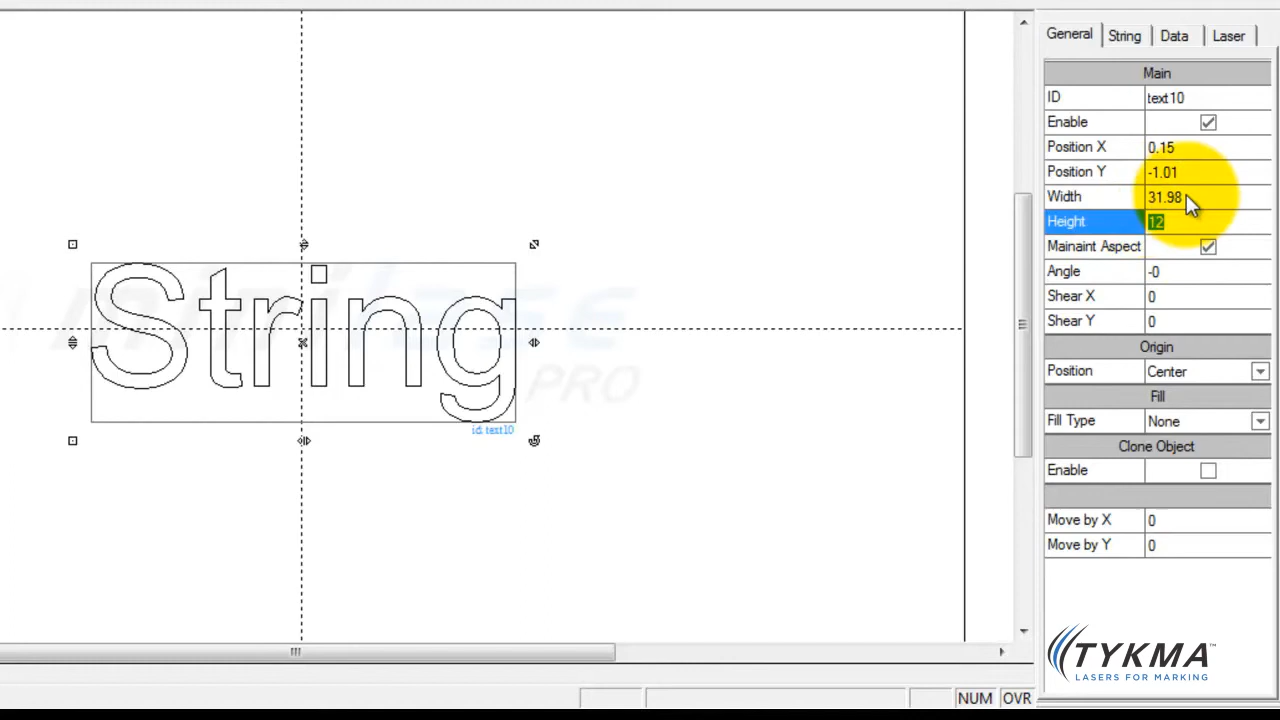 General String Data Laser
Main
ID text10
Enable
Position X 0.15
Position Y -1.01
Width 31.98
Height 12
Mainaint Aspect
Angle -0
Shear X 0
Shear Y 0
Origin
Position Center
Fill
Fill Type None
Clone Object
Enable
Move by X 0
Move by Y 0
String
PRO
id: text10
TYKMA™
LASERS FOR MARKING
NUM OVR